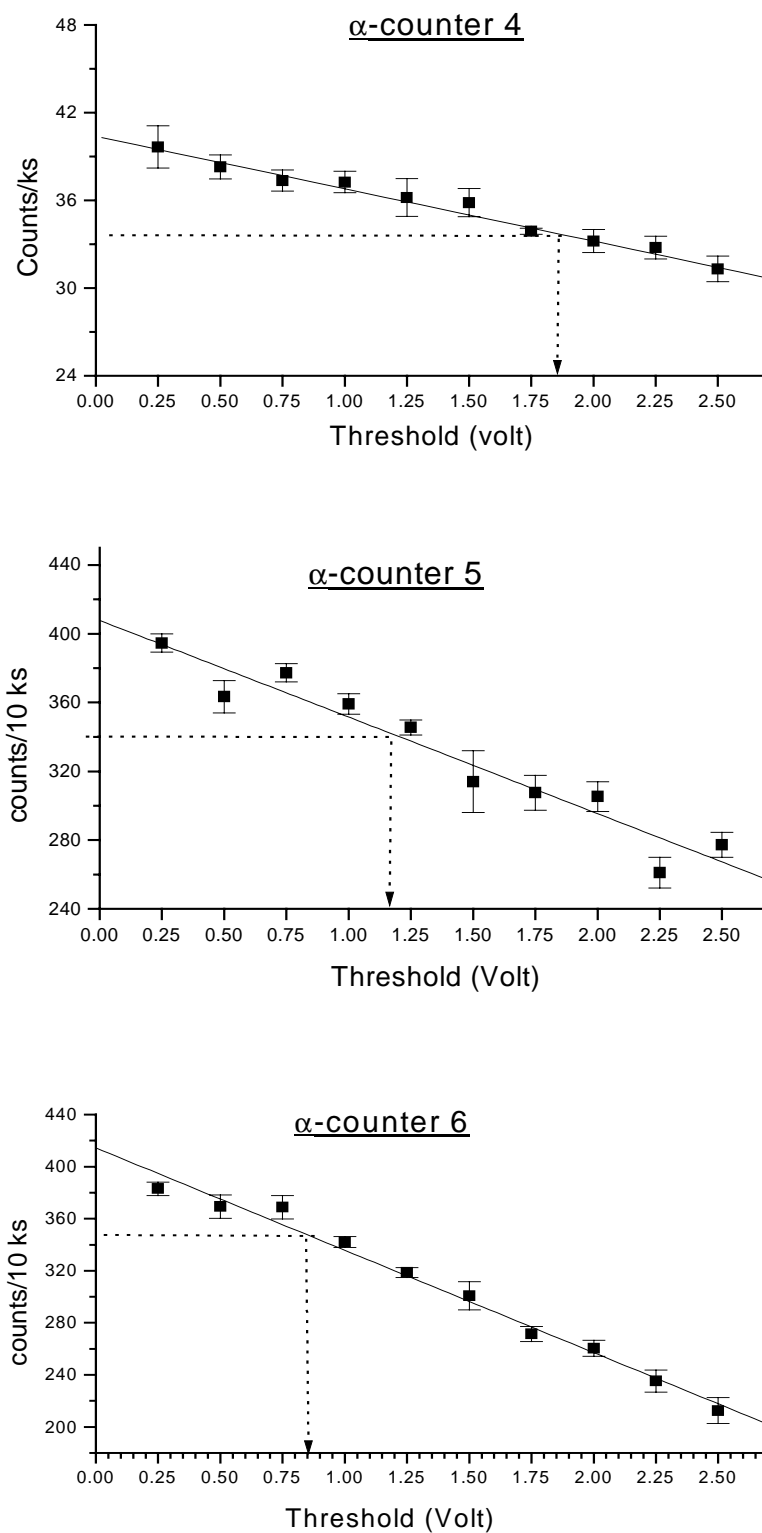 α-counter 4
48
42
36
30
24
Counts/ks
0.00 0.25 0.50 0.75 1.00 1.25 1.50 1.75 2.00 2.25 2.50
Threshold (volt)
α-counter 5
440
400
360
320
280
240
counts/10 ks
0.00 0.25 0.50 0.75 1.00 1.25 1.50 1.75 2.00 2.25 2.50
Threshold (Volt)
α-counter 6
440
400
360
320
280
240
200
counts/10 ks
0.00 0.25 0.50 0.75 1.00 1.25 1.50 1.75 2.00 2.25 2.50
Threshold (Volt)